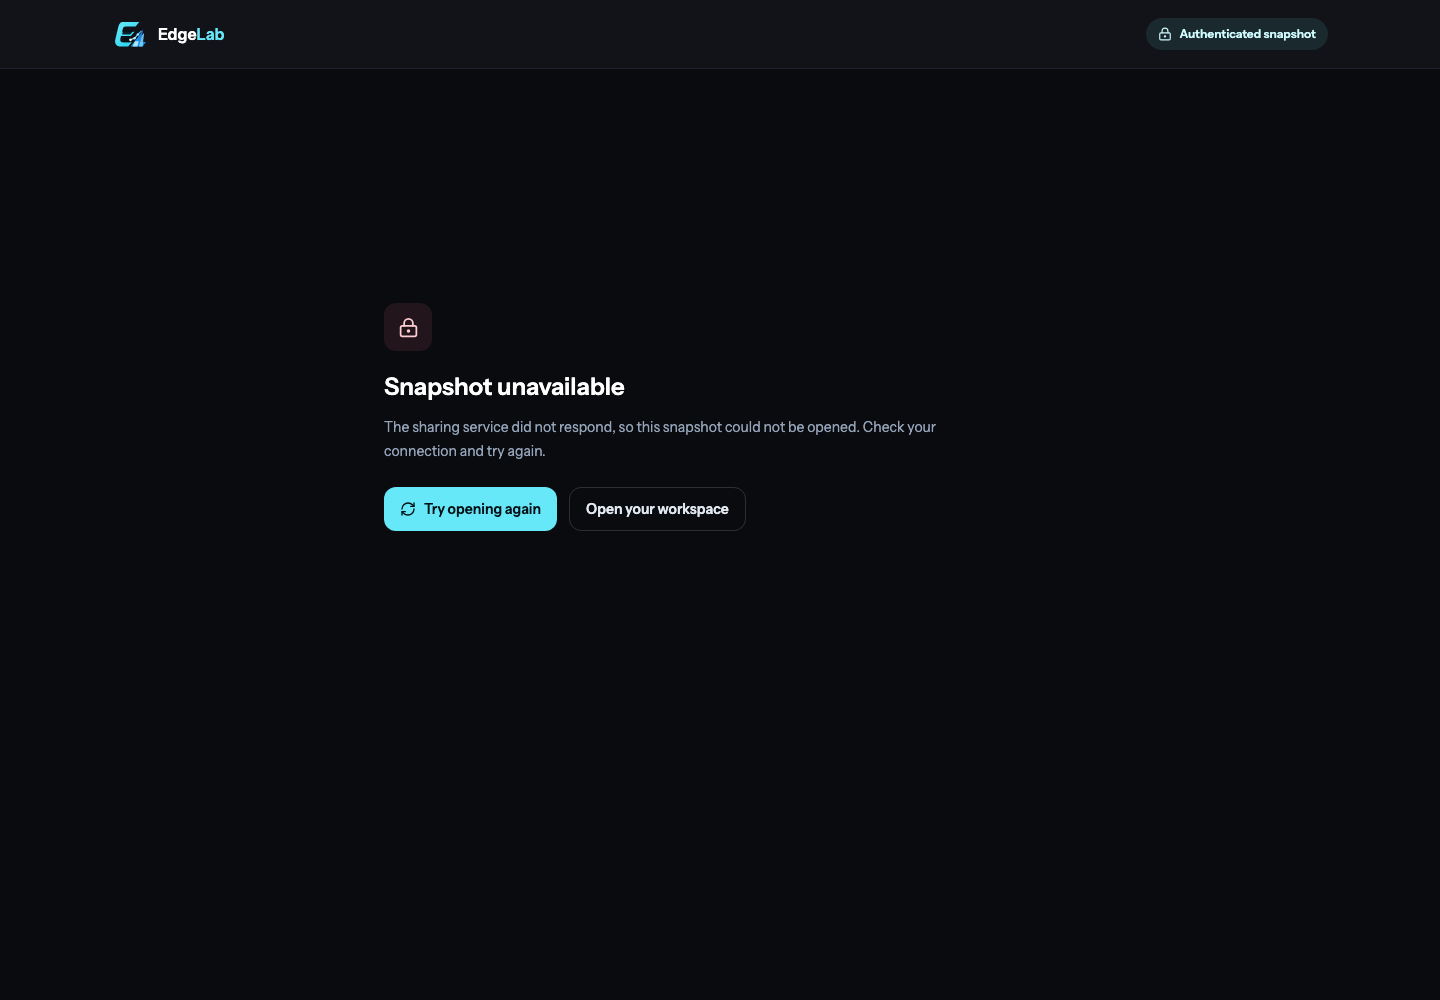 EdgeLab
Authenticated snapshot
Snapshot unavailable
The sharing service did not respond, so this snapshot could not be opened. Check your
connection and try again.
Try opening again
Open your workspace